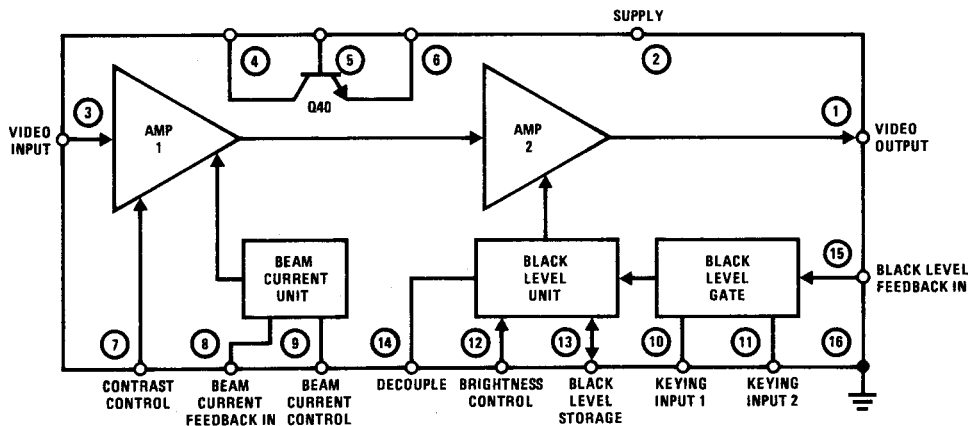 SUPPLY
4
5
6
2
Q40
3
VIDEO
INPUT
AMP
1
AMP
2
1
VIDEO
OUTPUT
BEAM
CURRENT
UNIT
BLACK
LEVEL
UNIT
BLACK
LEVEL
GATE
15
BLACK LEVEL
FEEDBACK IN
7
8
9
14
12
13
10
11
16
CONTRAST
CONTROL
BEAM
CURRENT
FEEDBACK IN
BEAM
CURRENT
CONTROL
DECOUPLE
BRIGHTNESS
CONTROL
BLACK
LEVEL
STORAGE
KEYING
INPUT 1
KEYING
INPUT 2